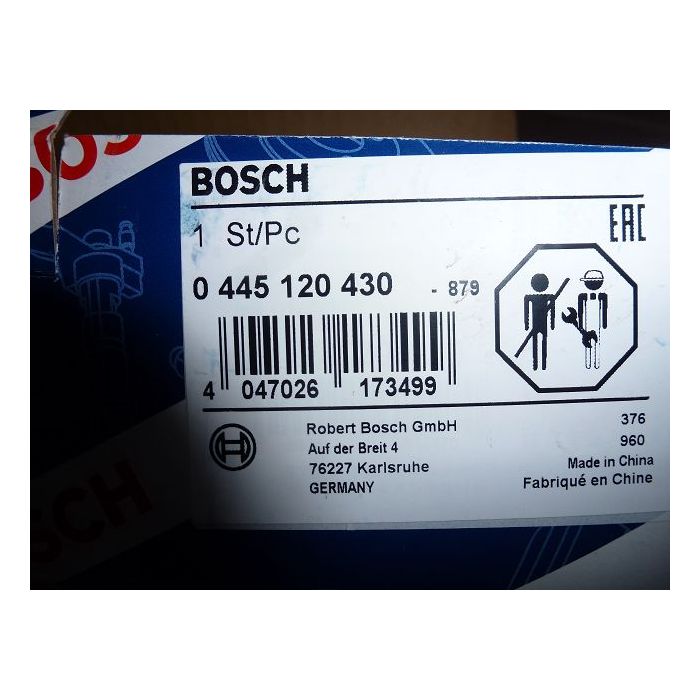 BOSCH
BOSCH
1 St/Pc
EAC
0 445 120 430 - 879
4 047026 173499
Robert Bosch GmbH
Auf der Breit 4
76227 Karlsruhe
GERMANY
376
960
Made in China
Fabriqué en Chine
BOSCH